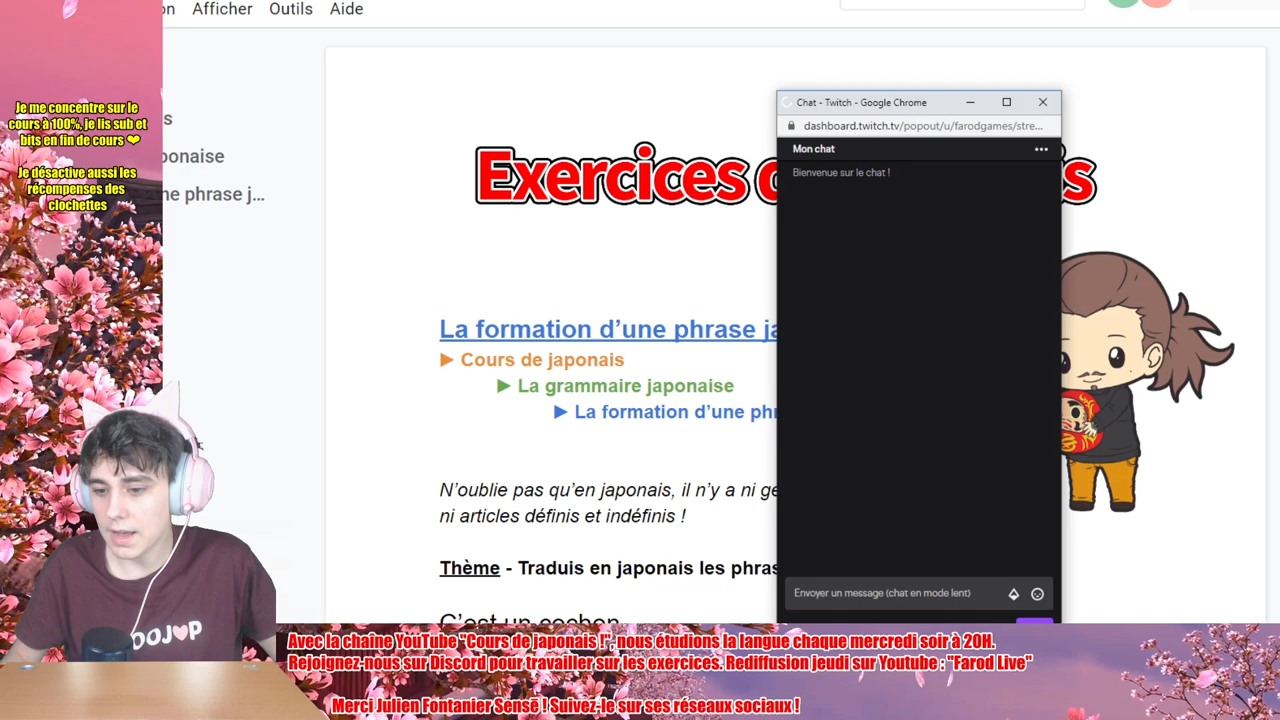 on Afficher Outils Aide
Je me concentre sur le
cours à 100%, je lis sub et
bits en fin de cours ❤
Je désactive aussi les
récompenses des
clochettes
s
ponaise
ne phrase j...
Exercices d
s
La formation d'une phrase ja
► Cours de japonais
► La grammaire japonaise
► La formation d'une phr
N'oublie pas qu'en japonais, il n'y a ni ge
ni articles définis et indéfinis !
Thème - Traduis en japonais les phras
C'est un cochon
Chat - Twitch - Google Chrome
dashboard.twitch.tv/popout/u/farodgames/stre...
Mon chat
Bienvenue sur le chat !
Envoyer un message (chat en mode lent)
OOJ♥P
Avec la chaîne YouTube "Cours de japonais !", nous étudions la langue chaque mercredi soir à 20H.
Rejoignez-nous sur Discord pour travailler sur les exercices. Rediffusion jeudi sur Youtube : "Farod Live"
Merci Julien Fontanier Sensē ! Suivez-le sur ses réseaux sociaux !